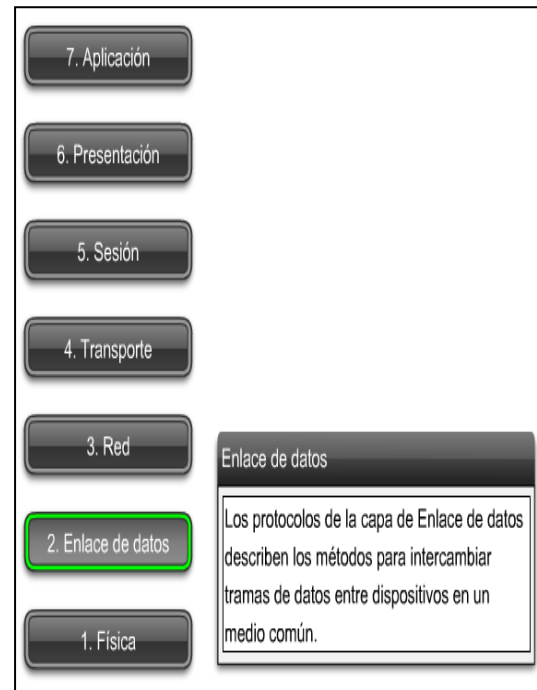 7. Aplicación
6. Presentación
5. Sesión
4. Transporte
3. Red
2. Enlace de datos
1. Física
Enlace de datos
Los protocolos de la capa de Enlace de datos
describen los métodos para intercambiar
tramas de datos entre dispositivos en un
medio común.